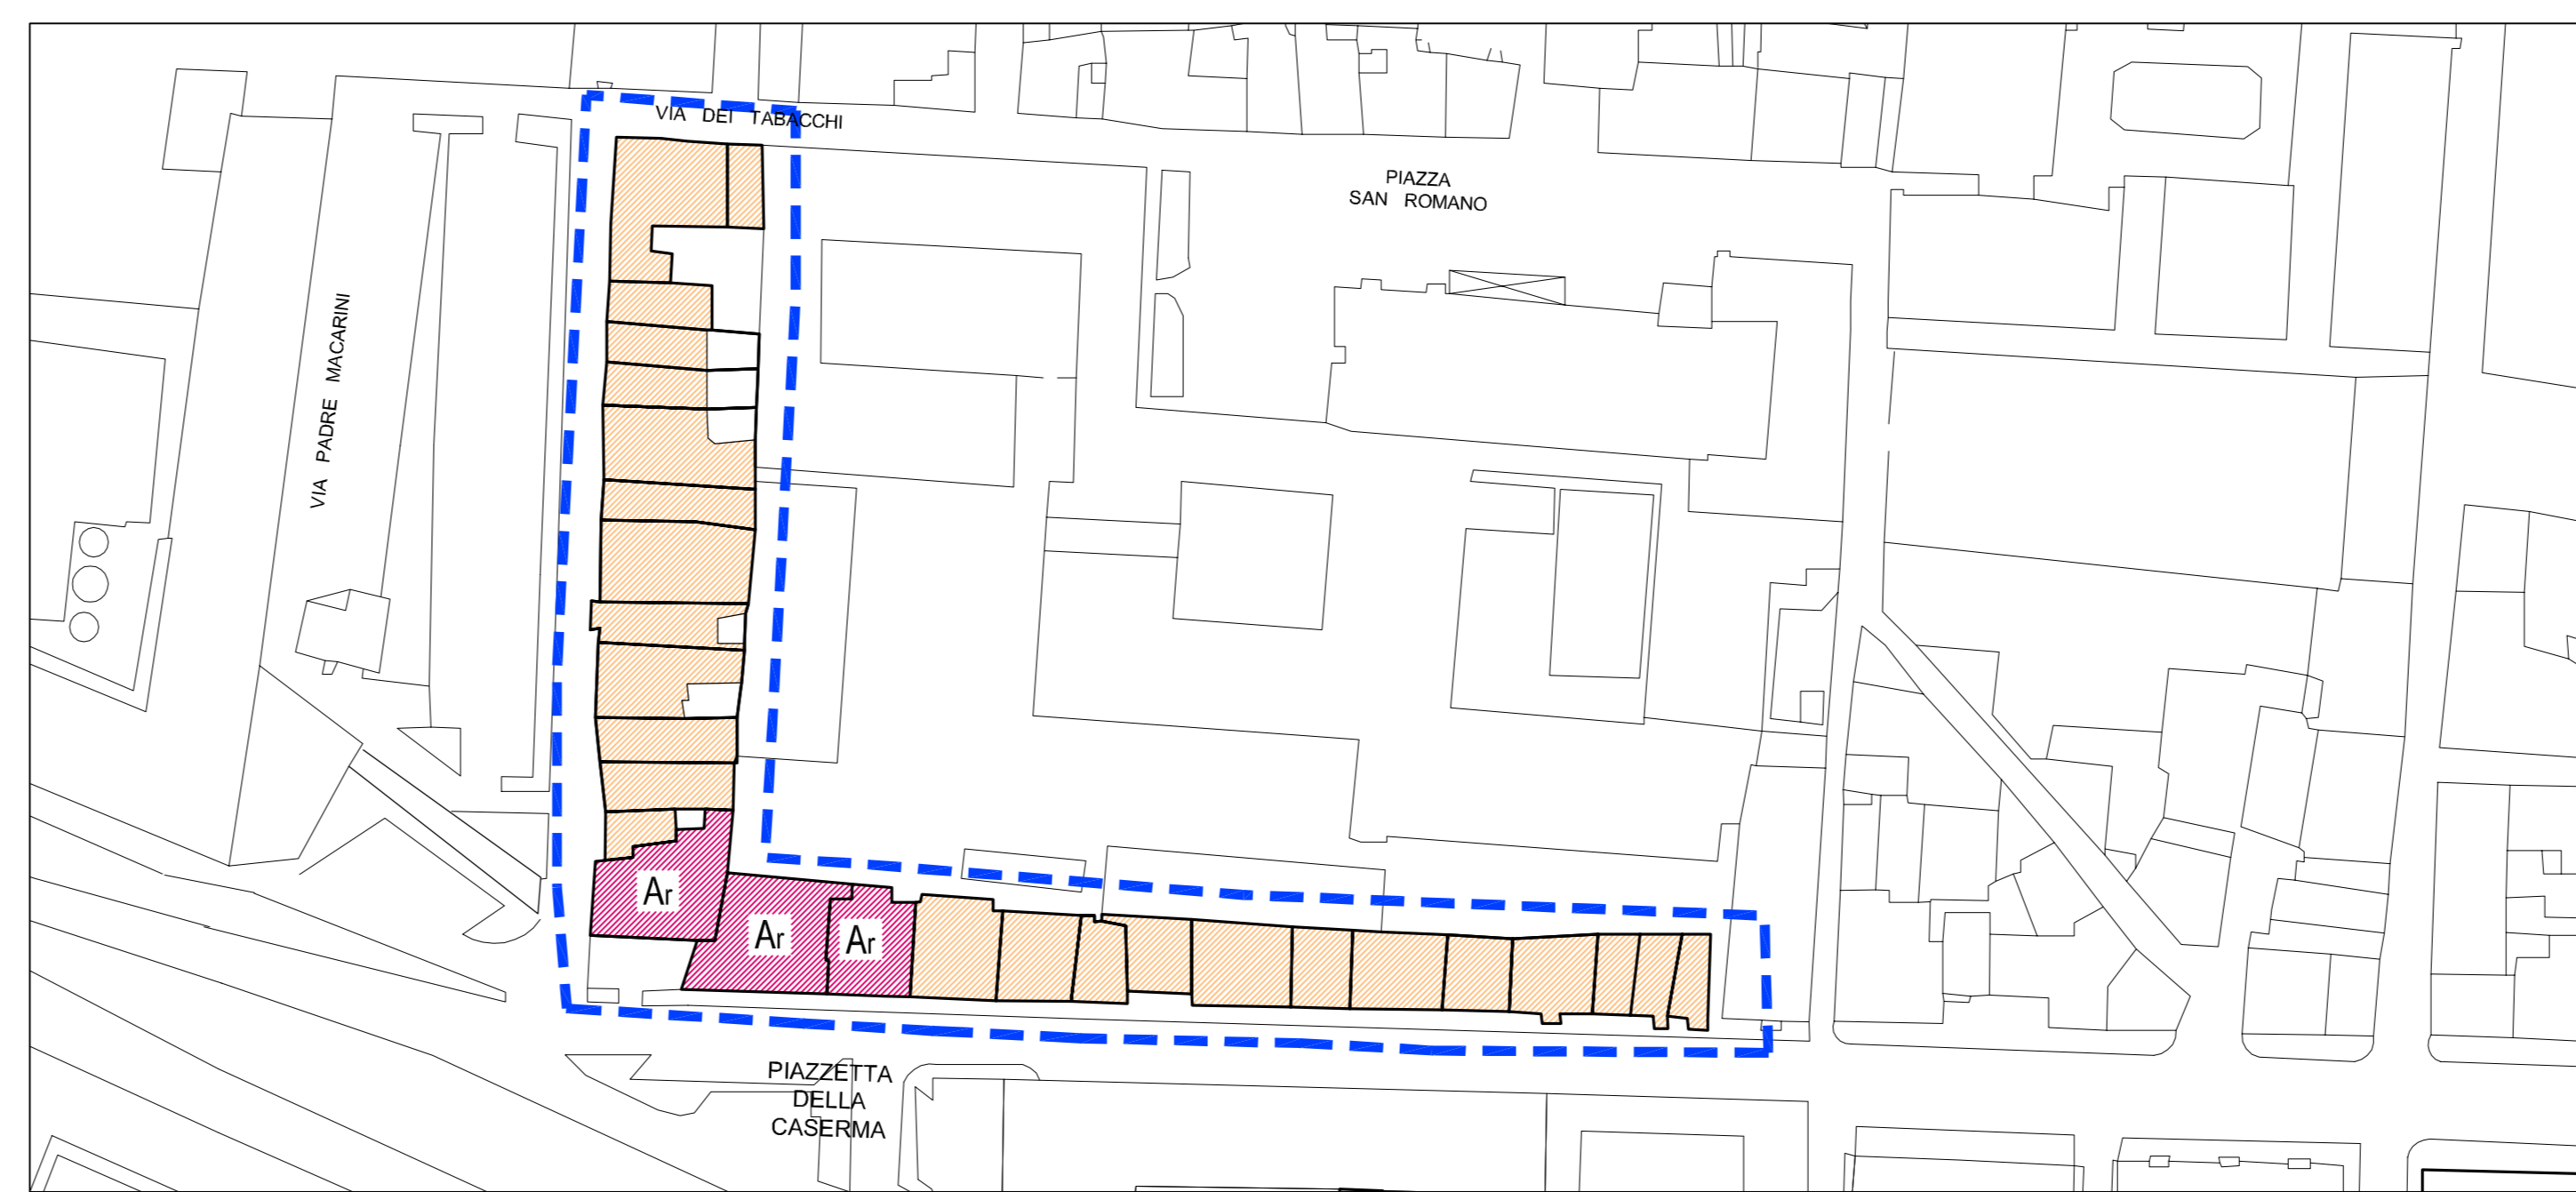 VIA DEI TABACCHI
PIAZZA
SAN ROMANO
VIA PADRE MACARINI
Ar
Ar
Ar
PIAZZETTA
DELLA
CASERMA